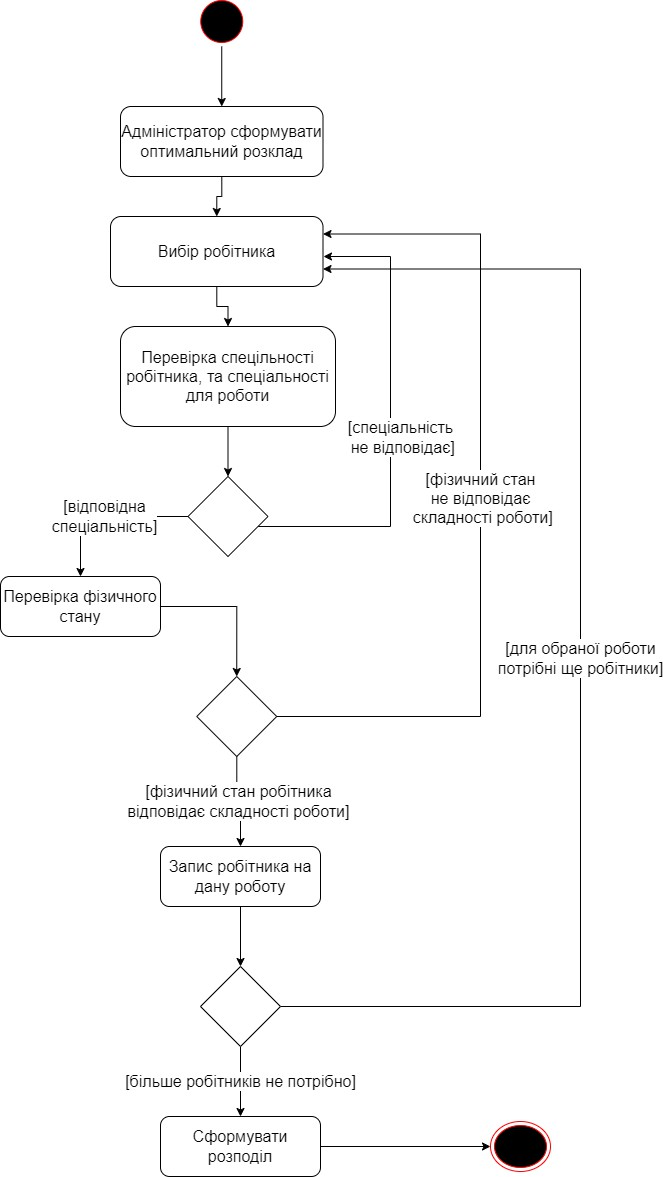 Адміністратор сформувати
оптимальний розклад
Вибір робітника
Перевірка спецільності
робітника, та спеціальності
для роботи
[спеціальність
не відповідає]
[фізичний стан
не відповідає
складності роботи]
[відповідна
спеціальність]
Перевірка фізичного
стану
[для обраної роботи
потрібні ще робітники]
[фізичний стан робітника
відповідає складності роботи]
Запис робітника на
дану роботу
[більше робітників не потрібно]
Сформувати
розподіл